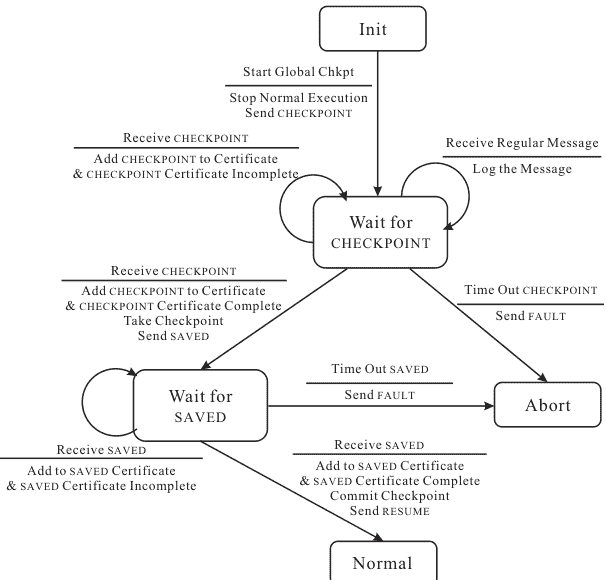 Init
Start Global Chkpt
Stop Normal Execution
Send CHECKPOINT
Receive CHECKPOINT
Add CHECKPOINT to Certificate
& CHECKPOINT Certificate Incomplete
Receive Regular Message
Log the Message
Wait for
CHECKPOINT
Receive CHECKPOINT
Add CHECKPOINT to Certificate
& CHECKPOINT Certificate Complete
Take Checkpoint
Send SAVED
Time Out CHECKPOINT
Send FAULT
Wait for
SAVED
Time Out SAVED
Send FAULT
Abort
Receive SAVED
Add to SAVED Certificate
& SAVED Certificate Incomplete
Receive SAVED
Add to SAVED Certificate
& SAVED Certificate Complete
Commit Checkpoint
Send RESUME
Normal